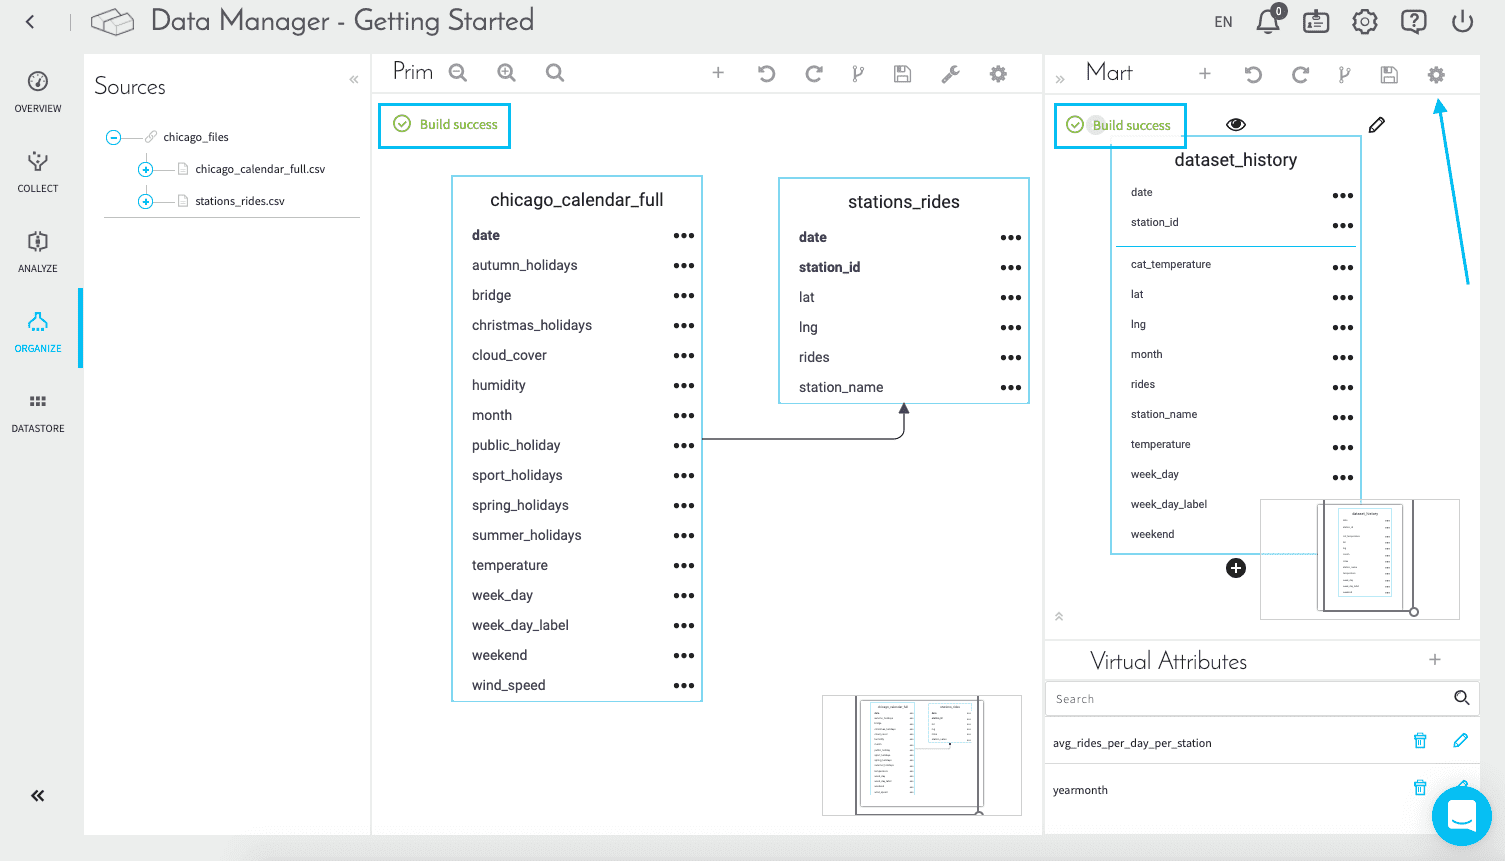 Data Manager - Getting Started
EN
0
OVERVIEW
COLLECT
ANALYZE
ORGANIZE
DATASTORE
Sources
chicago_files
chicago_calendar_full.csv
stations_rides.csv
Prim
Build success
chicago_calendar_full
date
autumn_holidays
bridge
christmas_holidays
cloud_cover
humidity
month
public_holiday
sport_holidays
spring_holidays
summer_holidays
temperature
week_day
week_day_label
weekend
wind_speed
stations_rides
date
station_id
lat
lng
rides
station_name
Mart
Build success
dataset_history
date
station_id
cat_temperature
lat
lng
month
rides
station_name
temperature
week_day
week_day_label
weekend
Virtual Attributes
Search
avg_rides_per_day_per_station
yearmonth